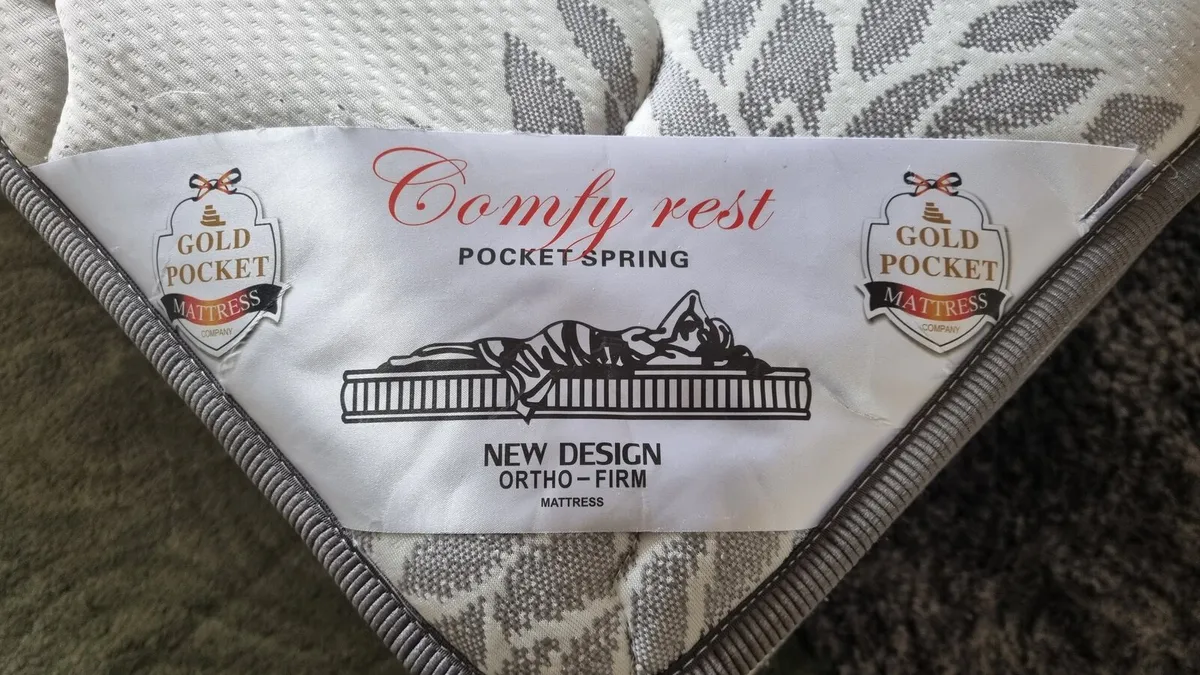 Comfy rest
POCKET SPRING
GOLD
POCKET
MATTRESS
COMPANY
GOLD
POCKET
MATTRESS
COMPANY
NEW DESIGN
ORTHO-FIRM
MATTRESS